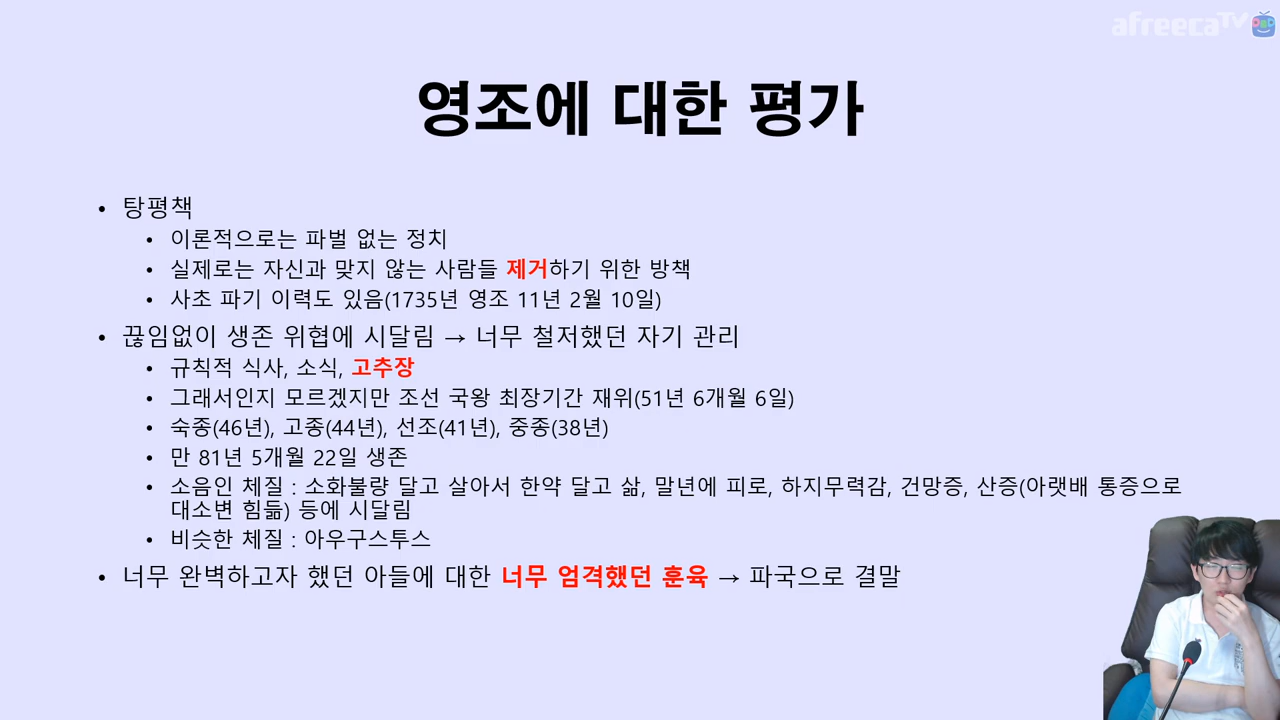 afreecaTV
영조에 대한 평가
• 탕평책
• 이론적으로는 파벌 없는 정치
• 실제로는 자신과 맞지 않는 사람들 제거하기 위한 방책
• 사초 파기 이력도 있음(1735년 영조 11년 2월 10일)
• 끊임없이 생존 위협에 시달림 → 너무 철저했던 자기 관리
• 규칙적 식사, 소식, 고추장
• 그래서인지 모르겠지만 조선 국왕 최장기간 재위(51년 6개월 6일)
• 숙종(46년), 고종(44년), 선조(41년), 중종(38년)
• 만 81년 5개월 22일 생존
• 소음인 체질 : 소화불량 달고 살아서 한약 달고 삶, 말년에 피로, 하지무력감, 건망증, 산증(아랫배 통증으로
대소변 힘듦) 등에 시달림
• 비슷한 체질 : 아우구스투스
• 너무 완벽하고자 했던 아들에 대한 너무 엄격했던 훈육 → 파국으로 결말